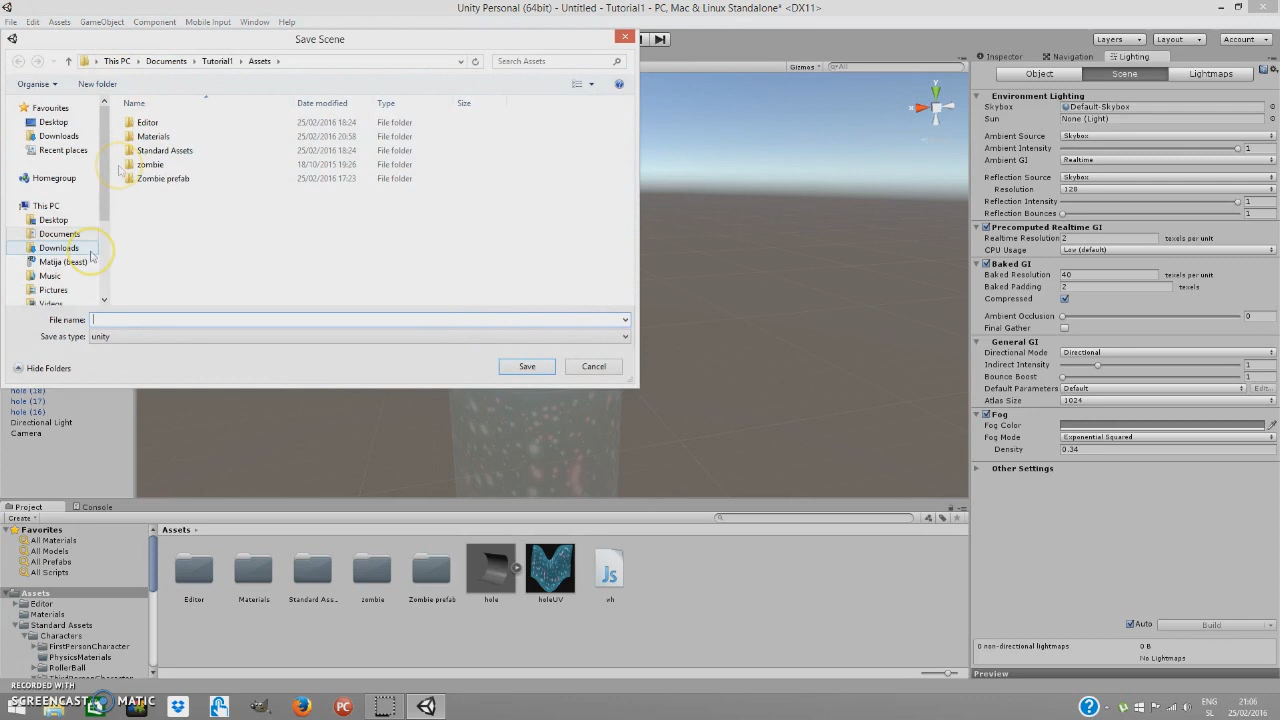 Unity Personal (64bit) - Untitled - Tutorial1 - PC, Mac & Linux Standalone* <DX11>
File Edit Assets GameObject Component Mobile Input Window Help
Save Scene
This PC Documents Tutorial1 Assets
Search Assets
Organise New folder
Name Date modified Type Size
Favourites
Desktop
Downloads
Recent places
Homegroup
This PC
Desktop
Documents
Downloads
Matija (beast)
Music
Pictures
Videos
Editor 25/02/2016 18:24 File folder
Materials 25/02/2016 20:58 File folder
Standard Assets 25/02/2016 18:24 File folder
zombie 18/10/2015 19:26 File folder
Zombie prefab 25/02/2016 17:23 File folder
File name:
Save as type: unity
Hide Folders
Save Cancel
Layers Layout Account
Gizmos All
y
Inspector Navigation Lighting
Object Scene Lightmaps
Environment Lighting
Skybox Default-Skybox
Sun None (Light)
Ambient Source Skybox
Ambient Intensity 1
Ambient GI Realtime
Reflection Source Skybox
Resolution 128
Reflection Intensity 1
Reflection Bounces 1
Precomputed Realtime GI
Realtime Resolution 2 texels per unit
CPU Usage Low (default)
Baked GI
Baked Resolution 40 texels per unit
Baked Padding 2 texels
Compressed
Ambient Occlusion 0
Final Gather
General GI
Directional Mode Directional
Indirect Intensity 1
Bounce Boost 1
Default Parameters Default Edit...
Atlas Size 1024
Fog
Fog Color
Fog Mode Exponential Squared
Density 0.34
Other Settings
Auto Build
0 non-directional lightmaps 0 B
No Lightmaps
Preview
hole (18)
hole (17)
hole (16)
Directional Light
Camera
Project Console
Create
Favorites
All Materials
All Models
All Prefabs
All Scripts
Assets
Editor
Materials
Standard Assets
Characters
FirstPersonCharacter
PhysicsMaterials
RollerBall
ThirdPersonCharacter
Assets
Editor Materials Standard Ass... zombie Zombie prefab hole holeUV wh
Js
RECORDED WITH
SCREENCAST MATIC
PC
ENG
SL
21:06
25/02/2016